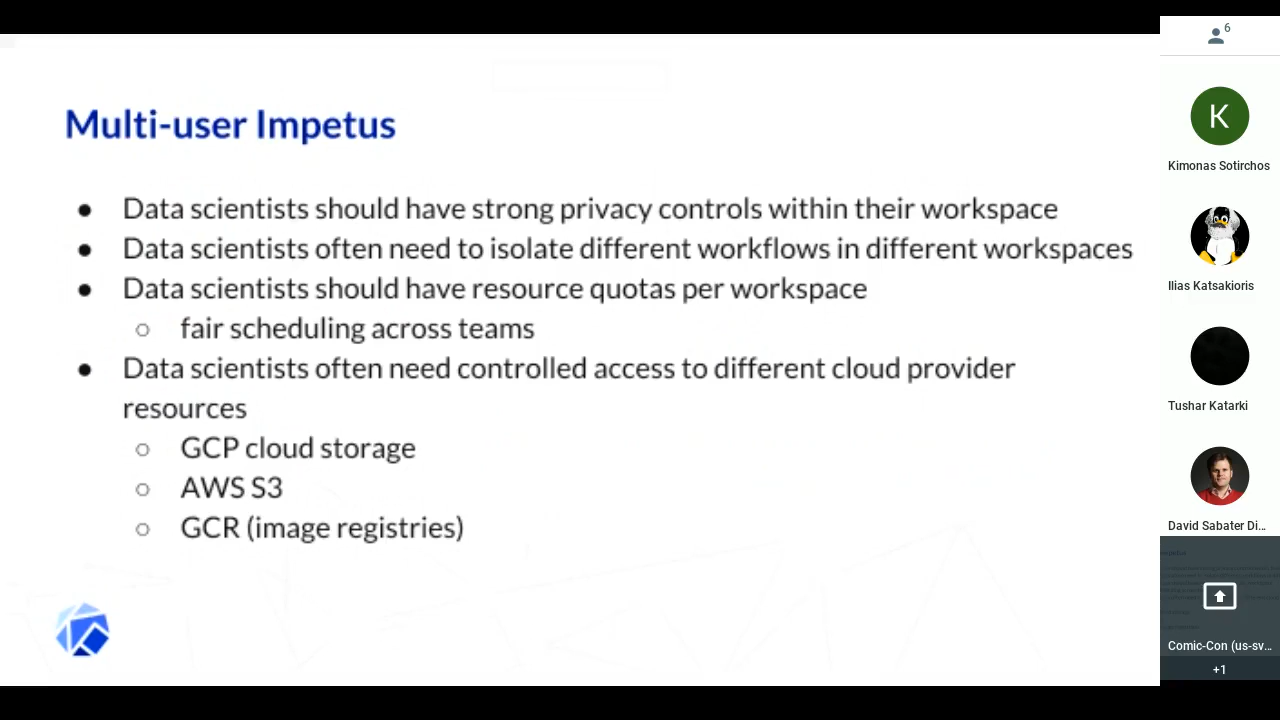 Multi-user Impetus
● Data scientists should have strong privacy controls within their workspace
● Data scientists often need to isolate different workflows in different workspaces
● Data scientists should have resource quotas per workspace
○ fair scheduling across teams
● Data scientists often need controlled access to different cloud provider
resources
○ GCP cloud storage
○ AWS S3
○ GCR (image registries)
6
K
Kimonas Sotirchos
Ilias Katsakioris
Tushar Katarki
David Sabater Di...
Comic-Con (us-sv...
+1